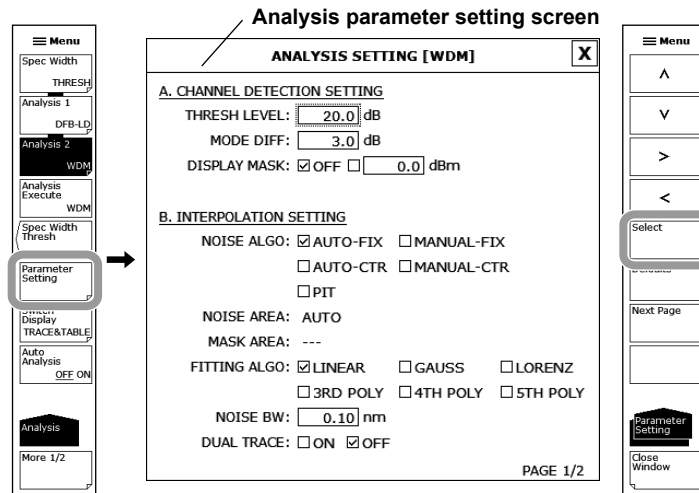 Analysis parameter setting screen
Menu
Spec Width
THRESH
Analysis 1
DFB-LD
Analysis 2
WDM
Analysis
Execute
WDM
Spec Width
Thresh
Parameter
Setting
Switch
Display
TRACE&TABLE
Auto
Analysis
OFF ON
Analysis
More 1/2
ANALYSIS SETTING [WDM]
X
A. CHANNEL DETECTION SETTING
THRESH LEVEL: 20.0 dB
MODE DIFF: 3.0 dB
DISPLAY MASK: ☑OFF ☐ 0.0 dBm
B. INTERPOLATION SETTING
NOISE ALGO: ☑AUTO-FIX ☐MANUAL-FIX
☐AUTO-CTR ☐MANUAL-CTR
☐PIT
NOISE AREA: AUTO
MASK AREA: ---
FITTING ALGO: ☑LINEAR ☐GAUSS ☐LORENZ
☐3RD POLY ☐4TH POLY ☐5TH POLY
NOISE BW: 0.10 nm
DUAL TRACE: ☐ON ☑OFF
PAGE 1/2
Menu
Select
Defaults
Next Page
Parameter
Setting
Close
Window